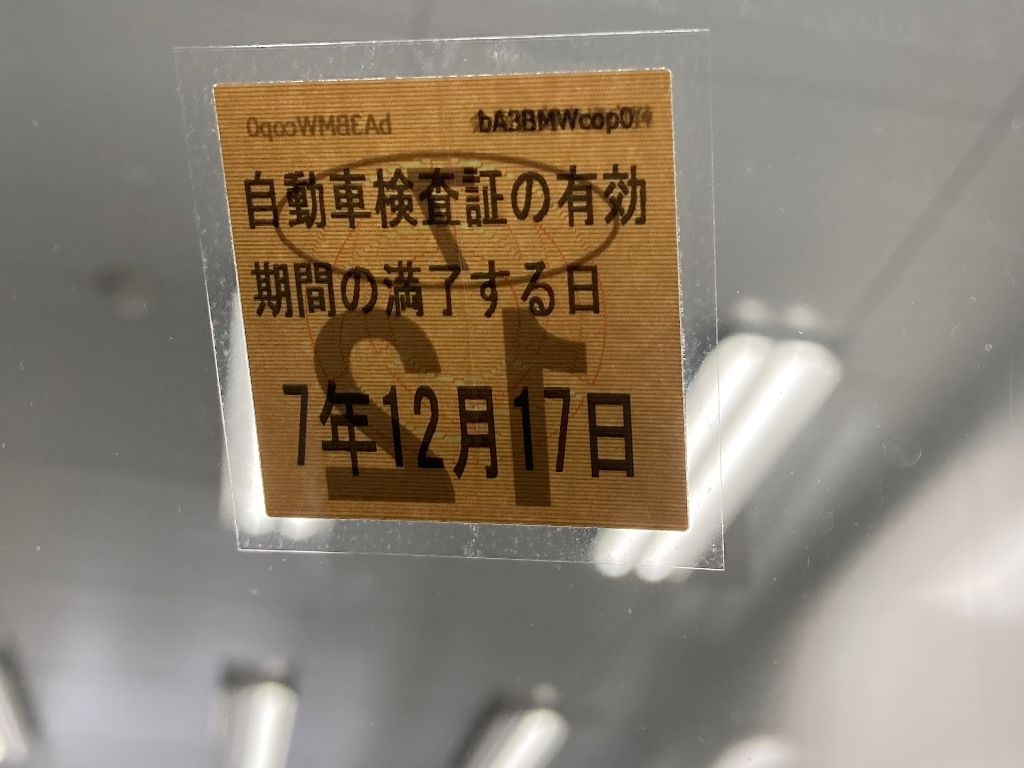 bA3BMWcop0
自動車検査証の有効
期間の満了する日
7年12月17日